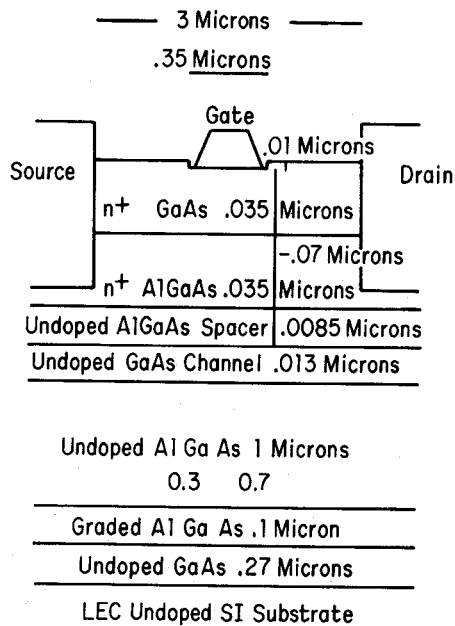 3 Microns
.35 Microns
Gate
.01 Microns
Source
Drain
n+ GaAs .035 Microns
-.07 Microns
n+ AlGaAs .035 Microns
Undoped AlGaAs Spacer .0085 Microns
Undoped GaAs Channel .013 Microns
Undoped Al Ga As 1 Microns
0.3 0.7
Graded Al Ga As .1 Micron
Undoped GaAs .27 Microns
LEC Undoped SI Substrate